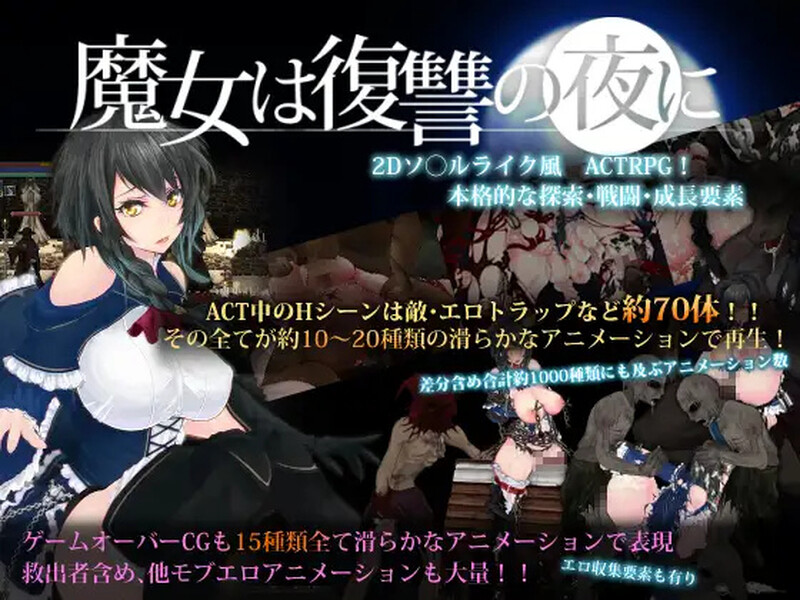 魔女は復讐の夜に
2Dソ○ルライク風 ACTRPG！
本格的な探索・戦闘・成長要素
ACT中のHシーンは敵・エロトラップなど約70体！！
その全てが約10～20種類の滑らかなアニメーションで再生！
差分含め合計約1000種類にも及ぶアニメーション数
ゲームオーバーCGも15種類全て滑らかなアニメーションで表現
救出者含め、他モブエロアニメーションも大量！！
エロ収集要素も有り